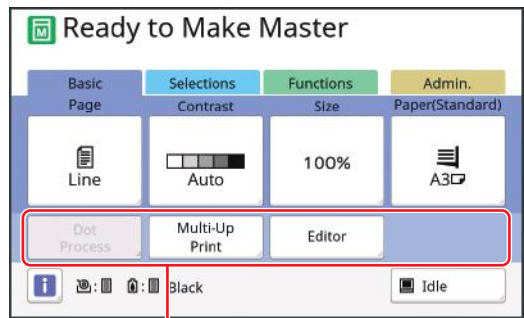 M Ready to Make Master
Basic Selections Functions Admin.
Page Contrast Size Paper(Standard)
Line Auto 100% A3
Dot Process Multi-Up Print Editor
i : : Black Idle